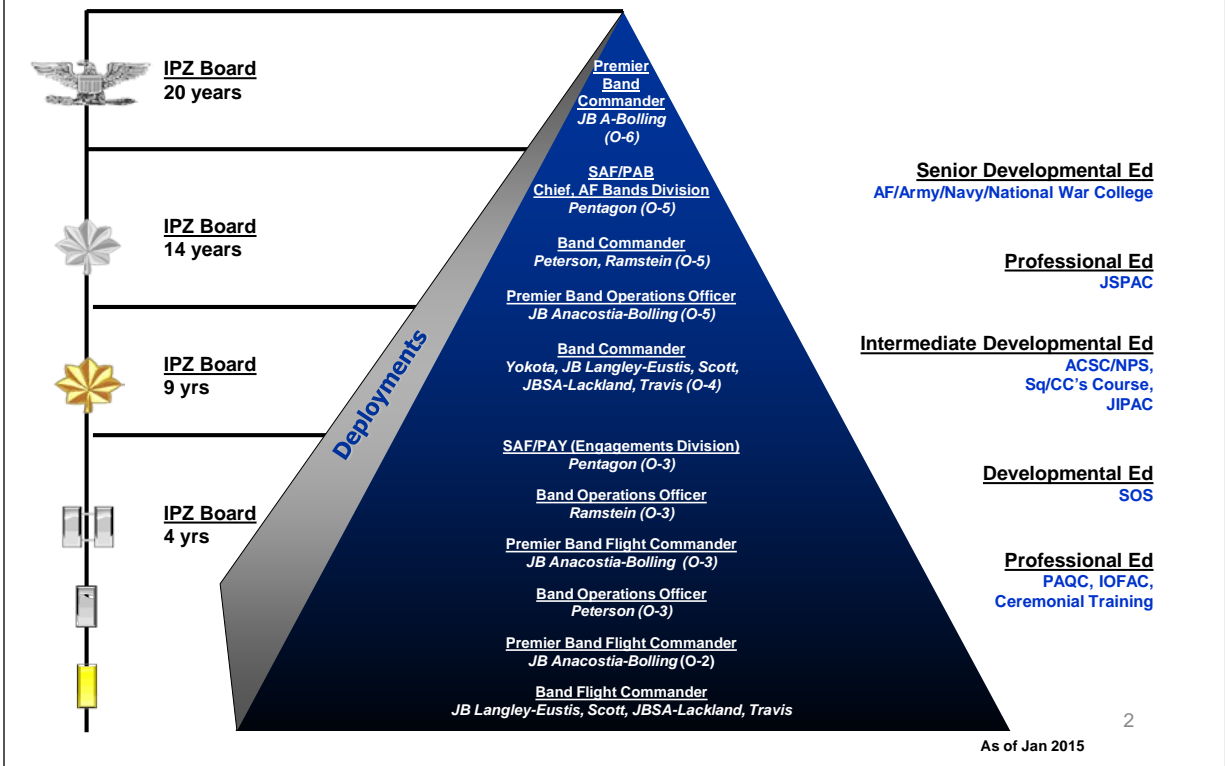 IPZ Board
20 years
IPZ Board
14 years
IPZ Board
9 yrs
IPZ Board
4 yrs
Deployments
Premier
Band
Commander
JB A-Bolling
(O-6)
SAF/PAB
Chief, AF Bands Division
Pentagon (O-5)
Band Commander
Peterson, Ramstein (O-5)
Premier Band Operations Officer
JB Anacostia-Bolling (O-5)
Band Commander
Yokota, JB Langley-Eustis, Scott,
JBSA-Lackland, Travis (O-4)
SAF/PAY (Engagements Division)
Pentagon (O-3)
Band Operations Officer
Ramstein (O-3)
Premier Band Flight Commander
JB Anacostia-Bolling (O-3)
Band Operations Officer
Peterson (O-3)
Premier Band Flight Commander
JB Anacostia-Bolling (O-2)
Band Flight Commander
JB Langley-Eustis, Scott, JBSA-Lackland, Travis
Senior Developmental Ed
AF/Army/Navy/National War College
Professional Ed
JSPAC
Intermediate Developmental Ed
ACSC/NPS,
Sq/CC's Course,
JIPAC
Developmental Ed
SOS
Professional Ed
PAQC, IOFAC,
Ceremonial Training
2
As of Jan 2015